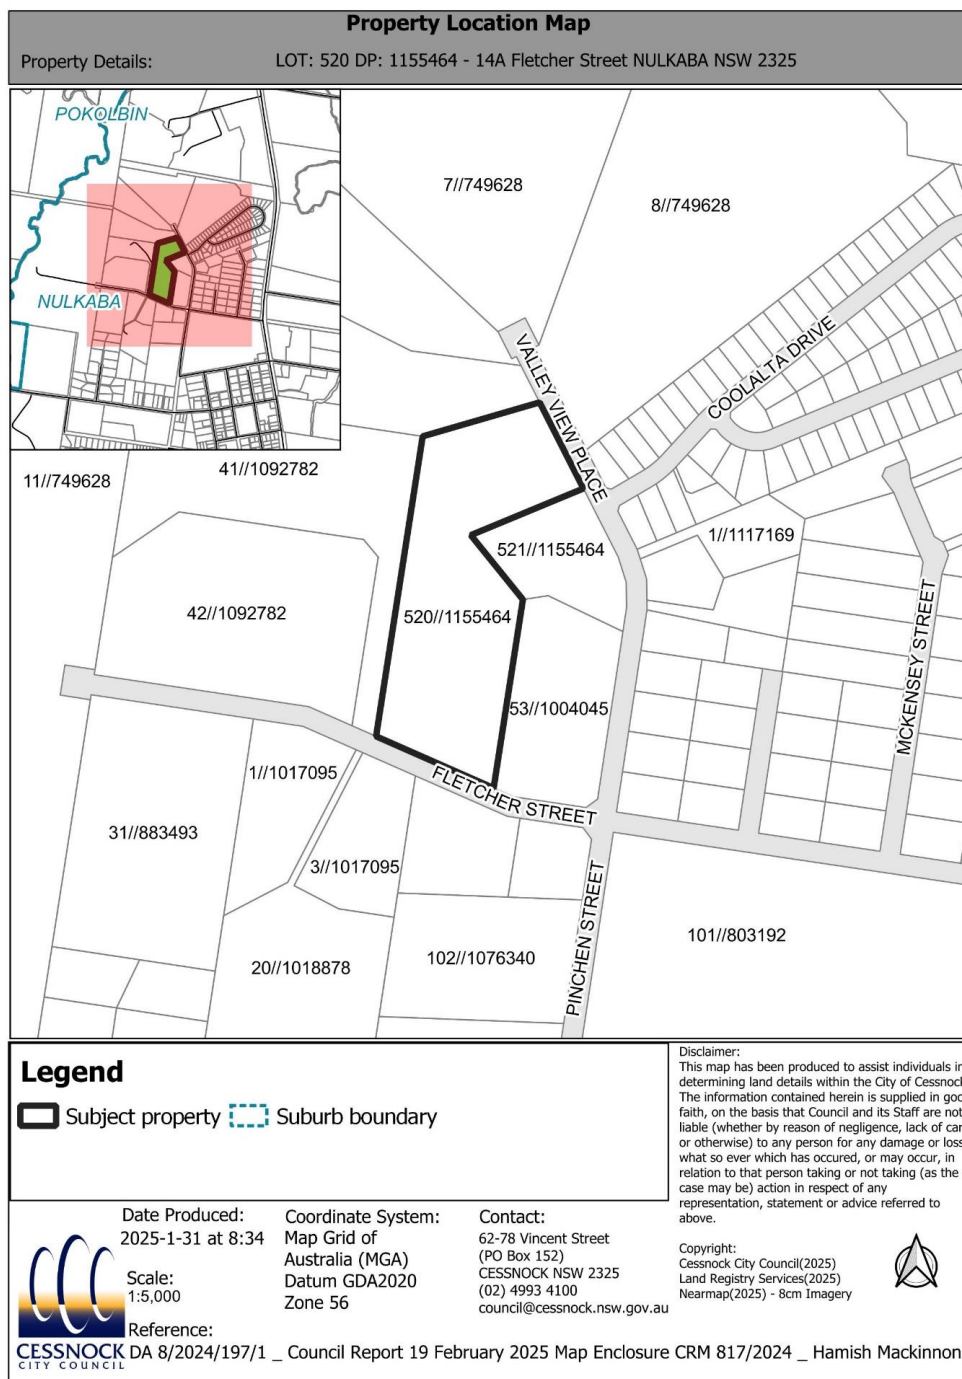 Property Location Map
Property Details:
LOT: 520 DP: 1155464 - 14A Fletcher Street NULKABA NSW 2325
POKOLBIN
NULKABA
7//749628
8//749628
VALLEY VIEW PLACE
COOLALTA DRIVE
11//749628
41//1092782
1//1117169
521//1155464
42//1092782
520//1155464
MCKENSEY STREET
53//1004045
1//1017095
FLETCHER STREET
31//883493
3//1017095
PINCHEN STREET
101//803192
20//1018878
102//1076340
Legend
Subject property
Suburb boundary
Disclaimer:
This map has been produced to assist individuals in
determining land details within the City of Cessnock
The information contained herein is supplied in goo
faith, on the basis that Council and its Staff are not
liable (whether by reason of negligence, lack of car
or otherwise) to any person for any damage or loss
what so ever which has occured, or may occur, in
relation to that person taking or not taking (as the
case may be) action in respect of any
representation, statement or advice referred to
above.
Copyright:
Cessnock City Council(2025)
Land Registry Services(2025)
Nearmap(2025) - 8cm Imagery
Date Produced:
2025-1-31 at 8:34
Scale:
1:5,000
Coordinate System:
Map Grid of
Australia (MGA)
Datum GDA2020
Zone 56
Contact:
62-78 Vincent Street
(PO Box 152)
CESSNOCK NSW 2325
(02) 4993 4100
council@cessnock.nsw.gov.au
CESSNOCK
CITY COUNCIL
Reference:
DA 8/2024/197/1 _ Council Report 19 February 2025 Map Enclosure CRM 817/2024 _ Hamish Mackinnon